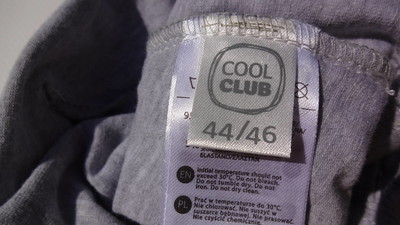 COOL
CLUB
44/46
ELASTANO/ELASTAN
EN
Initial temperature should not
exceed 30°C. Do not bleach.
Do not tumble dry. Do not
iron. Do not dry clean.
PL
Prać w temperaturze do 30°C.
Nie chlorować. Nie suszyć w
suszarce bębnowej. Nie prasować.
Nie czyścić chemicznie.